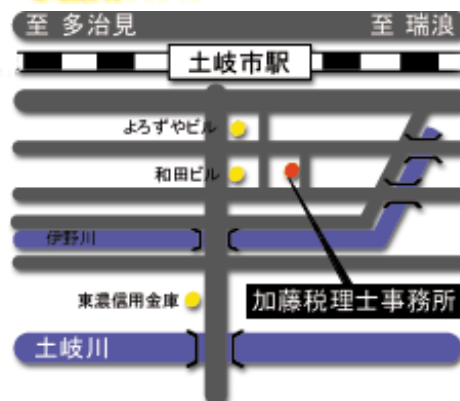 至 多治見
至 瑞浪
土岐市駅
よろずやビル
和田ビル
伊野川
東濃信用金庫
加藤税理士事務所
土岐川